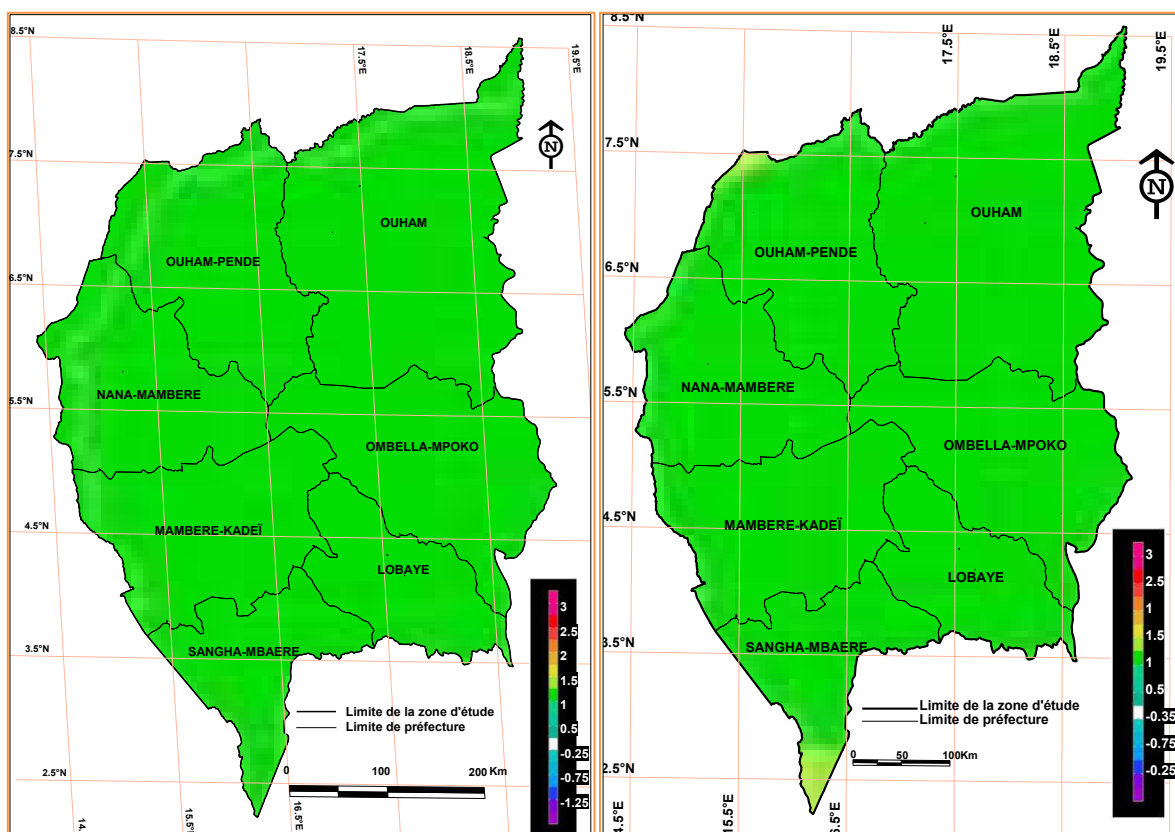 8.5°N
17.5°E
18.5°E
19.5°E
N
7.5°N
OUHAM
OUHAM-PENDE
6.5°N
NANA-MAMBERE
5.5°N
OMBELLA-MPOKO
4.5°N
MAMBERE-KADEÏ
LOBAYE
3.5°N
SANGHA-MBAERE
Limite de la zone d'étude
Limite de préfecture
0 100 200 Km
2.5°N
14.
15.5°E
16.5°E
3
2.5
2
1.5
1
0.5
-0.25
-0.75
-1.25
8.5°N
17.5°E
18.5°E
19.5°E
N
7.5°N
OUHAM
OUHAM-PENDE
6.5°N
NANA-MAMBERE
5.5°N
OMBELLA-MPOKO
4.5°N
MAMBERE-KADEÏ
LOBAYE
3.5°N
SANGHA-MBAERE
Limite de la zone d'étude
Limite de préfecture
0 50 100Km
2.5°N
4.5°E
15.5°E
6.5°E
3
2.5
2
1.5
1
0.5
-0.35
-0.75
-0.25